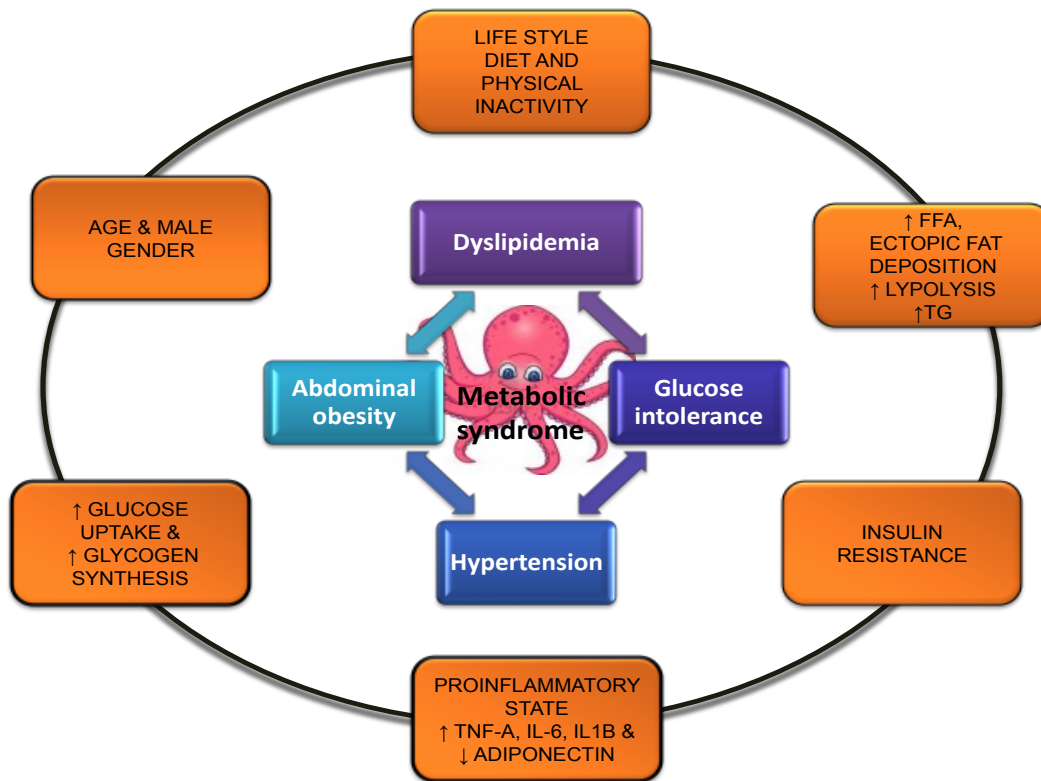 LIFE STYLE
DIET AND
PHYSICAL
INACTIVITY
AGE & MALE
GENDER
Dyslipidemia
↑ FFA,
ECTOPIC FAT
DEPOSITION
↑ LYPOLYSIS
↑TG
Abdominal
obesity
Metabolic
syndrome
Glucose
intolerance
↑ GLUCOSE
UPTAKE &
↑ GLYCOGEN
SYNTHESIS
Hypertension
INSULIN
RESISTANCE
PROINFLAMMATORY
STATE
↑ TNF-A, IL-6, IL1B &
↓ ADIPONECTIN